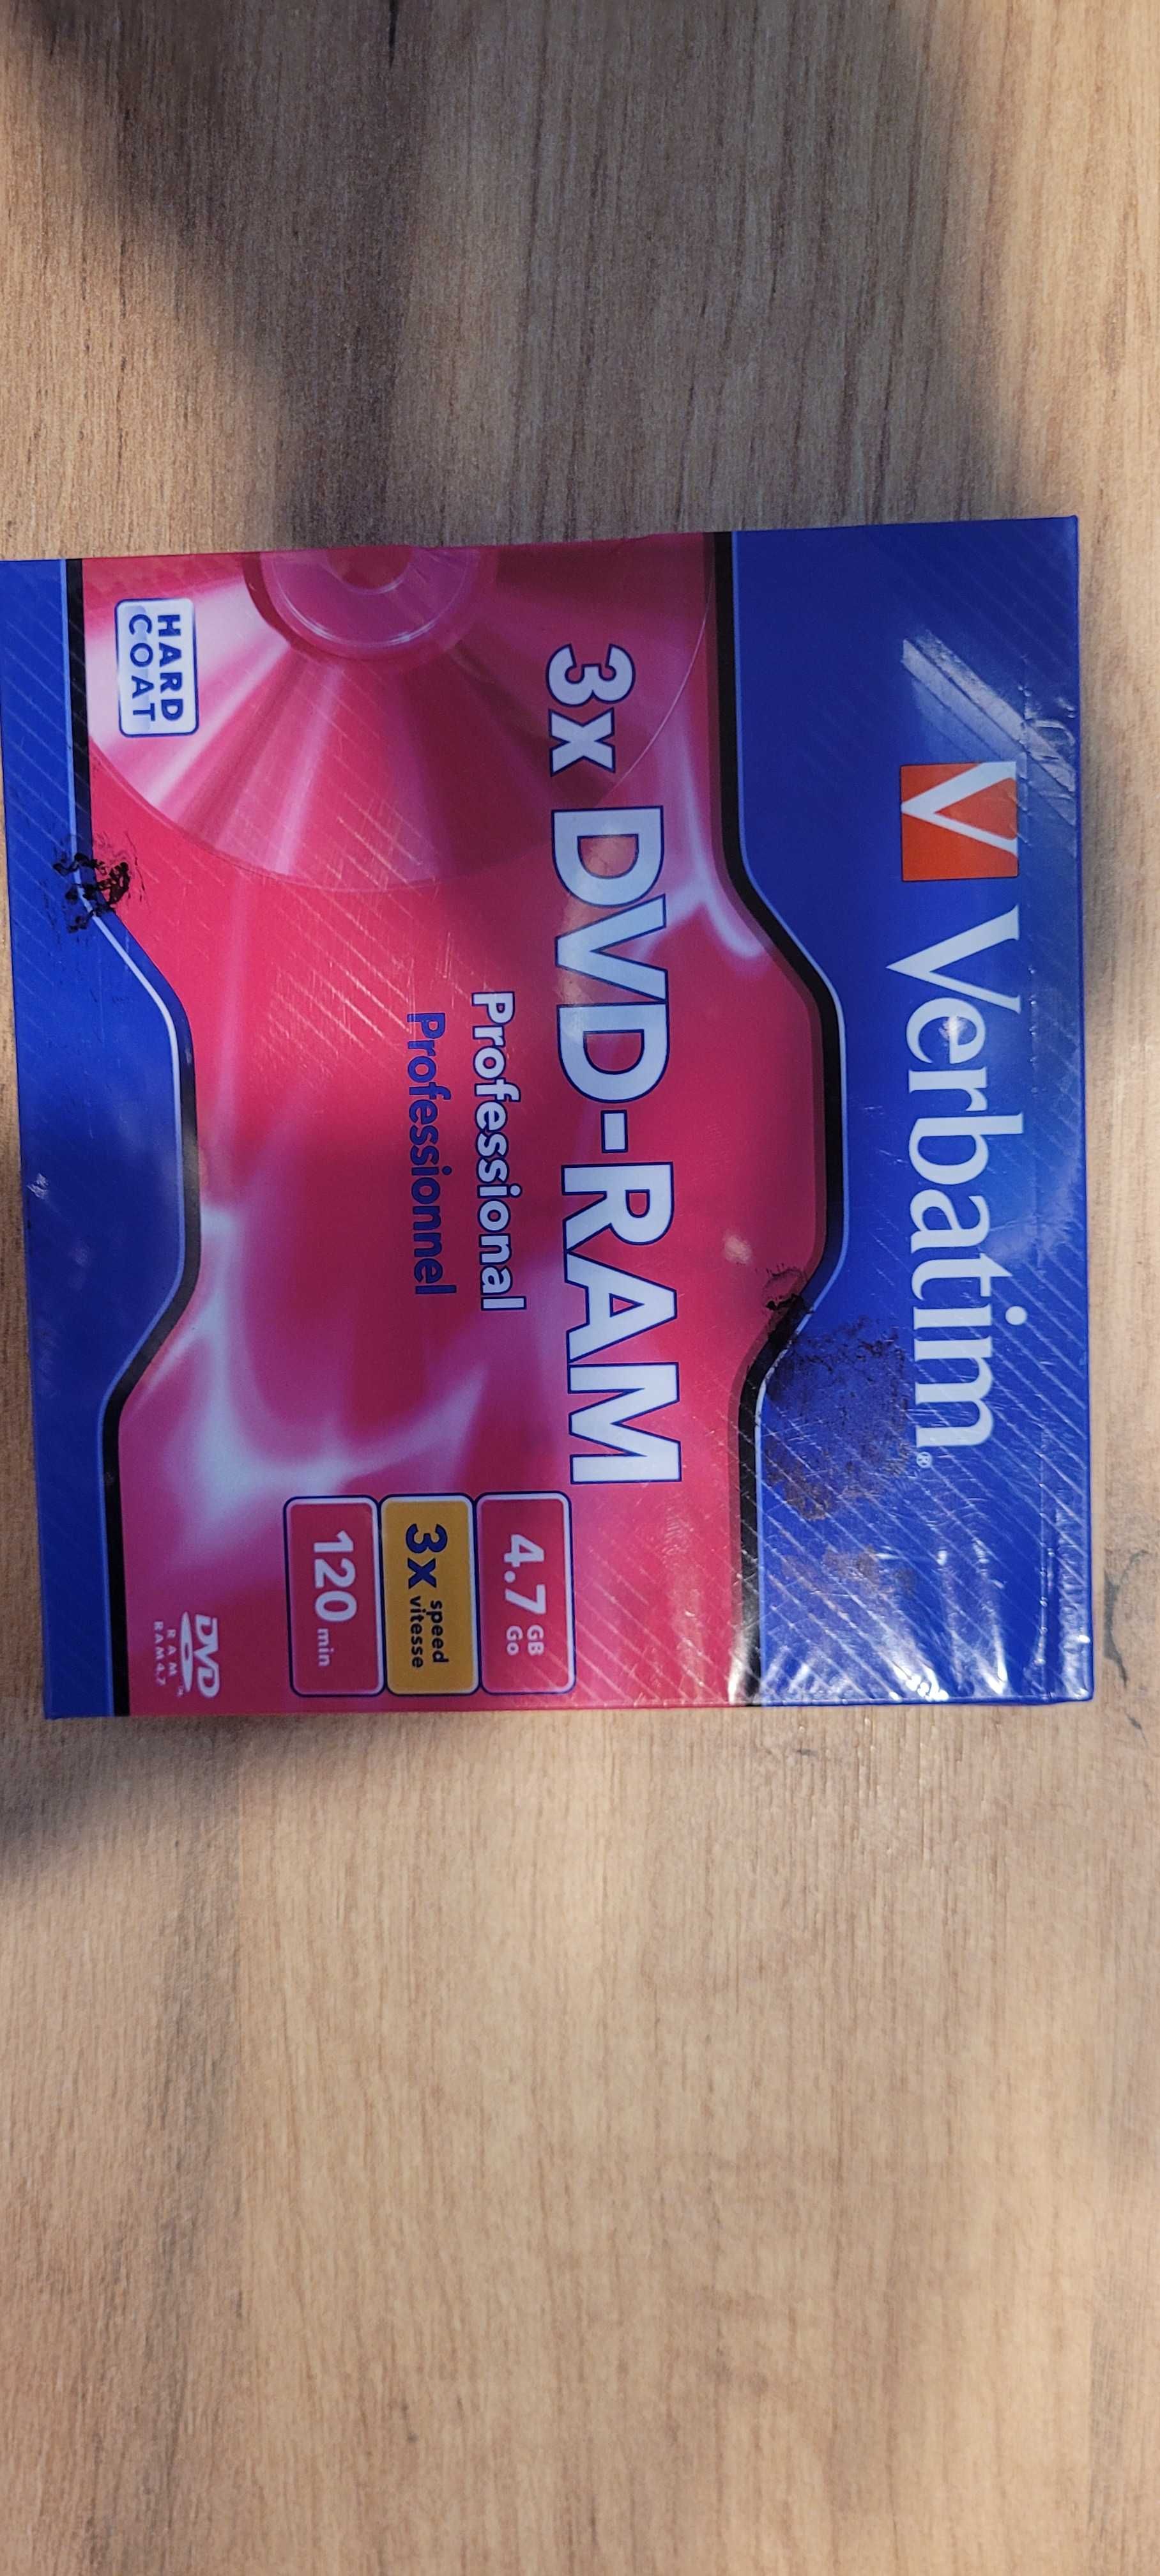 Verbatim®
3x DVD-RAM
Professional
Professionnel
4.7 GB Go
3x speed vitesse
120 min
HARD
COAT
DVD
RAM
RAM4.7